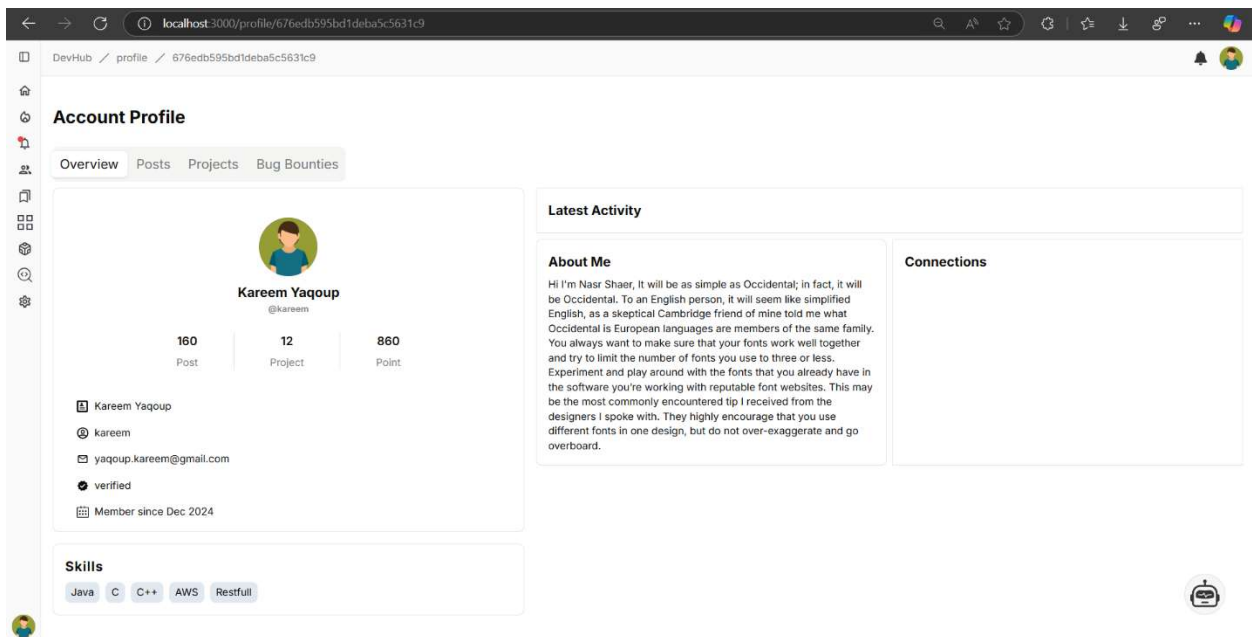 localhost:3000/profile/676edb595bd1deba5c5631c9
DevHub / profile / 676edb595bd1deba5c5631c9
Account Profile
Overview Posts Projects Bug Bounties
Kareem Yaqoup
@kareem
160 12 860
Post Project Point
Kareem Yaqoup
kareem
yaqoup.kareem@gmail.com
verified
Member since Dec 2024
Skills
Java C C++ AWS Restfull
Latest Activity
About Me
Hi I'm Nasr Shaer, It will be as simple as Occidental; in fact, it will
be Occidental. To an English person, it will seem like simplified
English, as a skeptical Cambridge friend of mine told me what
Occidental is European languages are members of the same family.
You always want to make sure that your fonts work well together
and try to limit the number of fonts you use to three or less.
Experiment and play around with the fonts that you already have in
the software you're working with reputable font websites. This may
be the most commonly encountered tip I received from the
designers I spoke with. They highly encourage that you use
different fonts in one design, but do not over-exaggerate and go
overboard.
Connections